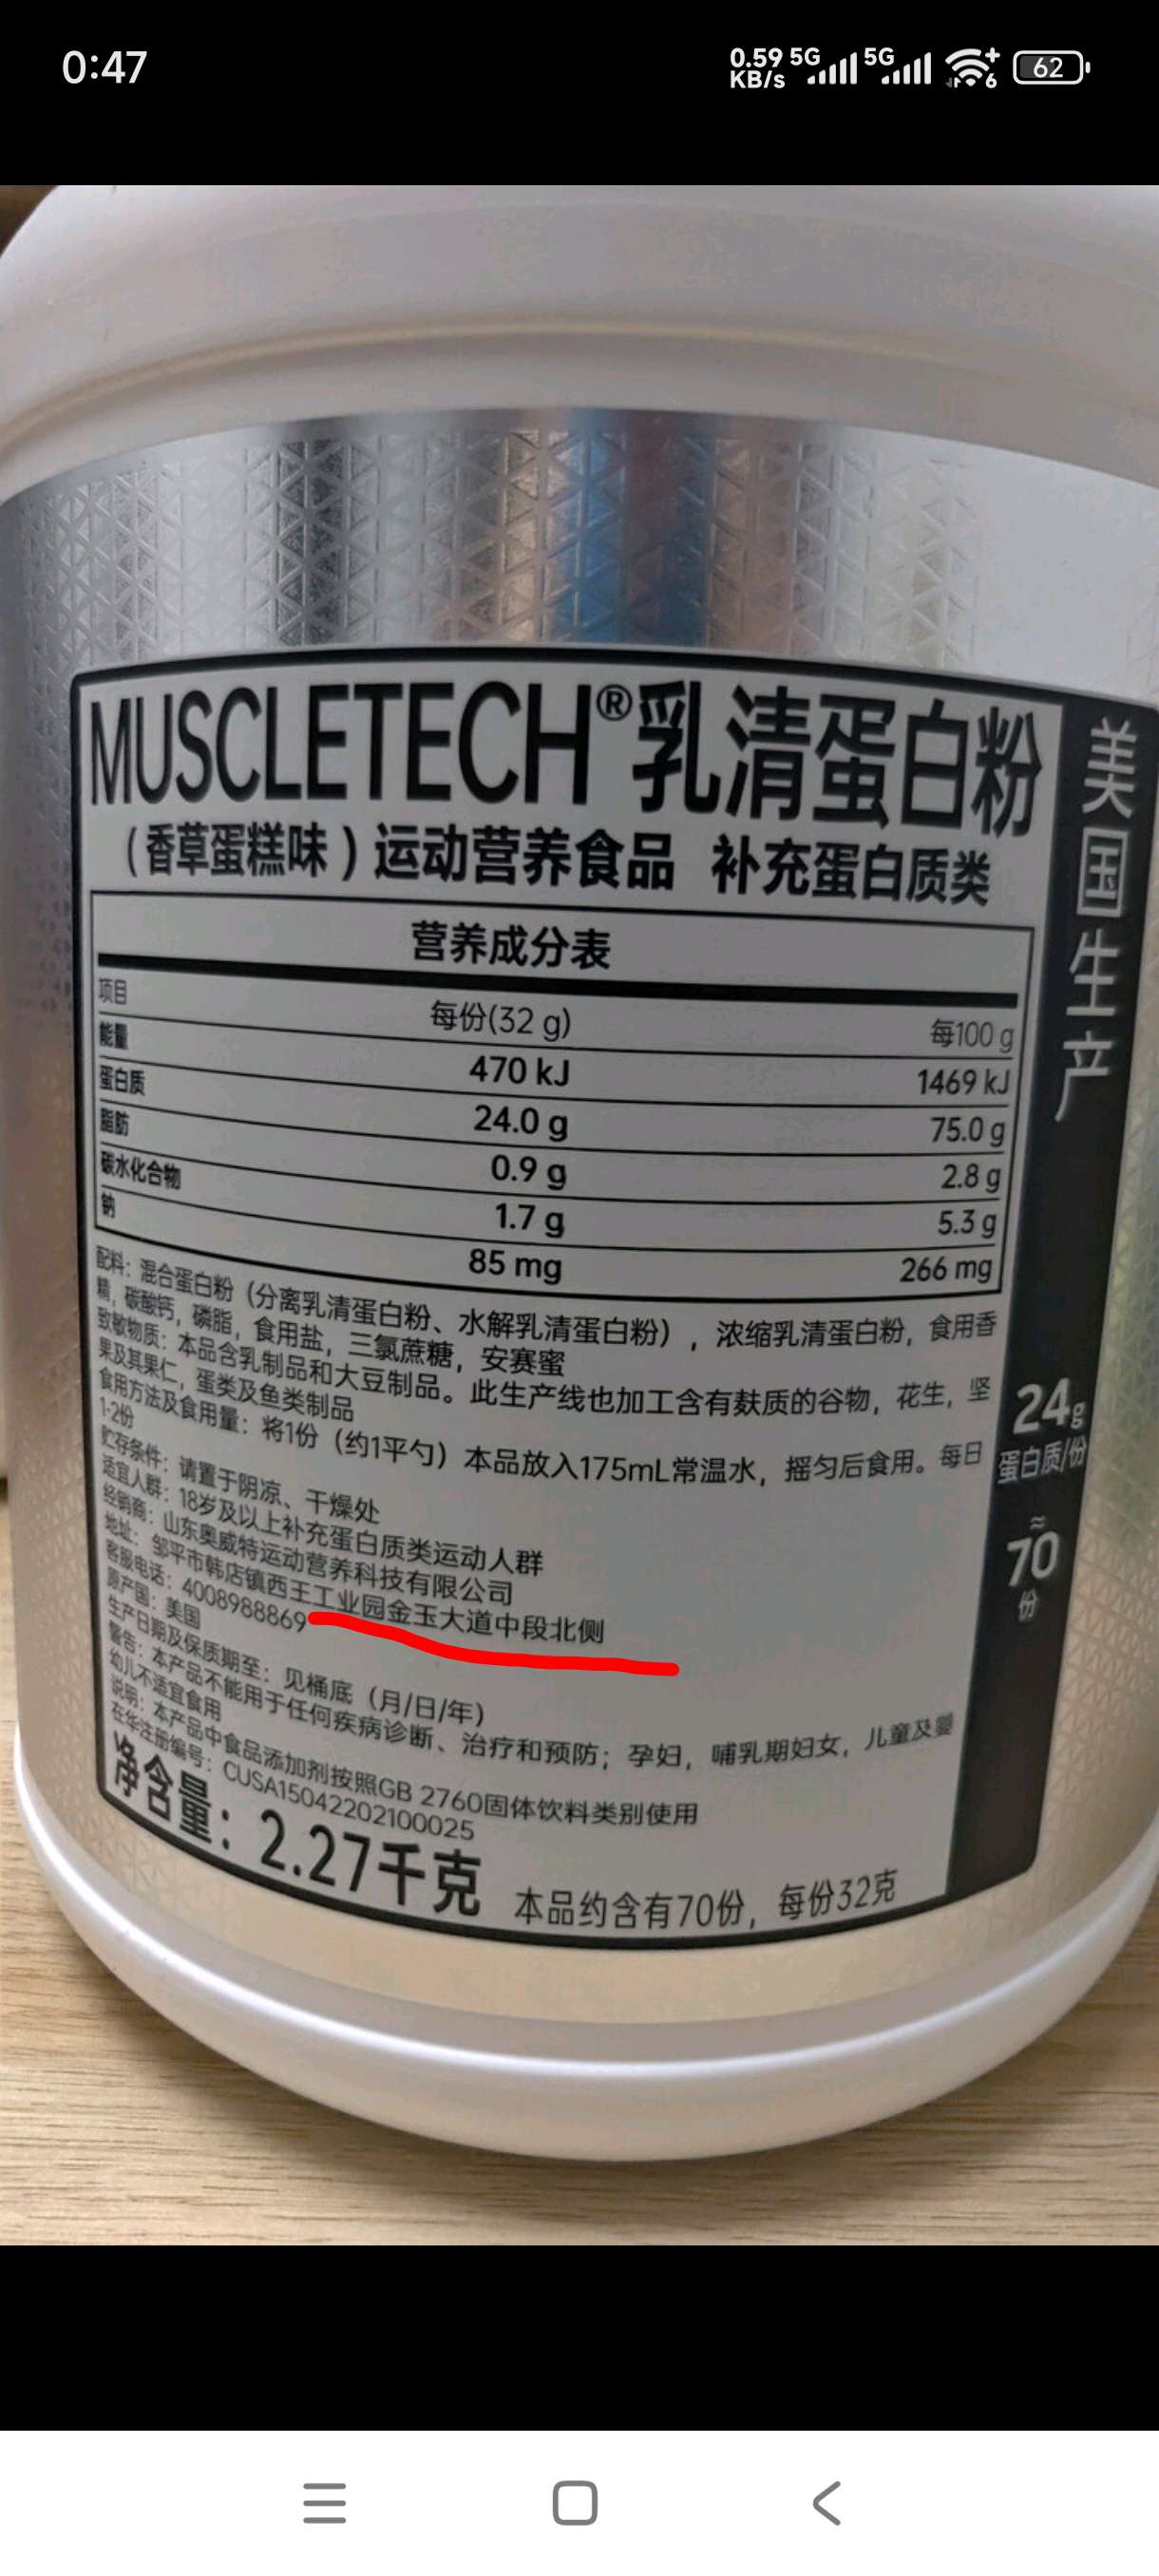 0:47
0.59 KB/s 5G 5G 6 62
MUSCLETECH®乳清蛋白粉
（香草蛋糕味）运动营养食品 补充蛋白质类
营养成分表
项目 每份(32 g) 每100 g
能量 470 kJ 1469 kJ
蛋白质 24.0 g 75.0 g
脂肪 0.9 g 2.8 g
碳水化合物 1.7 g 5.3 g
钠 85 mg 266 mg
配料：混合蛋白粉（分离乳清蛋白粉、水解乳清蛋白粉），浓缩乳清蛋白粉，食用香
精，碳酸钙，磷脂，食用盐，三氯蔗糖，安赛蜜
致敏物质：本品含乳制品和大豆制品。此生产线也加工含有麸质的谷物，花生，坚
果及其果仁，蛋类及鱼类制品
食用方法及食用量：将1份（约1平勺）本品放入175mL常温水，摇匀后食用。每日
1-2份
贮存条件：请置于阴凉、干燥处
适宜人群：18岁及以上补充蛋白质类运动人群
经销商：山东奥威特运动营养科技有限公司
地址：邹平市韩店镇西王工业园金玉大道中段北侧
客服电话：4008988869
原产国：美国
生产日期及保质期至：见桶底（月/日/年）
警告：本产品不能用于任何疾病诊断、治疗和预防；孕妇，哺乳期妇女，儿童及婴
幼儿不适宜食用
说明：本产品中食品添加剂按照GB 2760固体饮料类别使用
在华注册编号：CUSA15042202100025
净含量：2.27千克 本品约含有70份，每份32克
美国生产
24g
蛋白质/份
≈
70
份